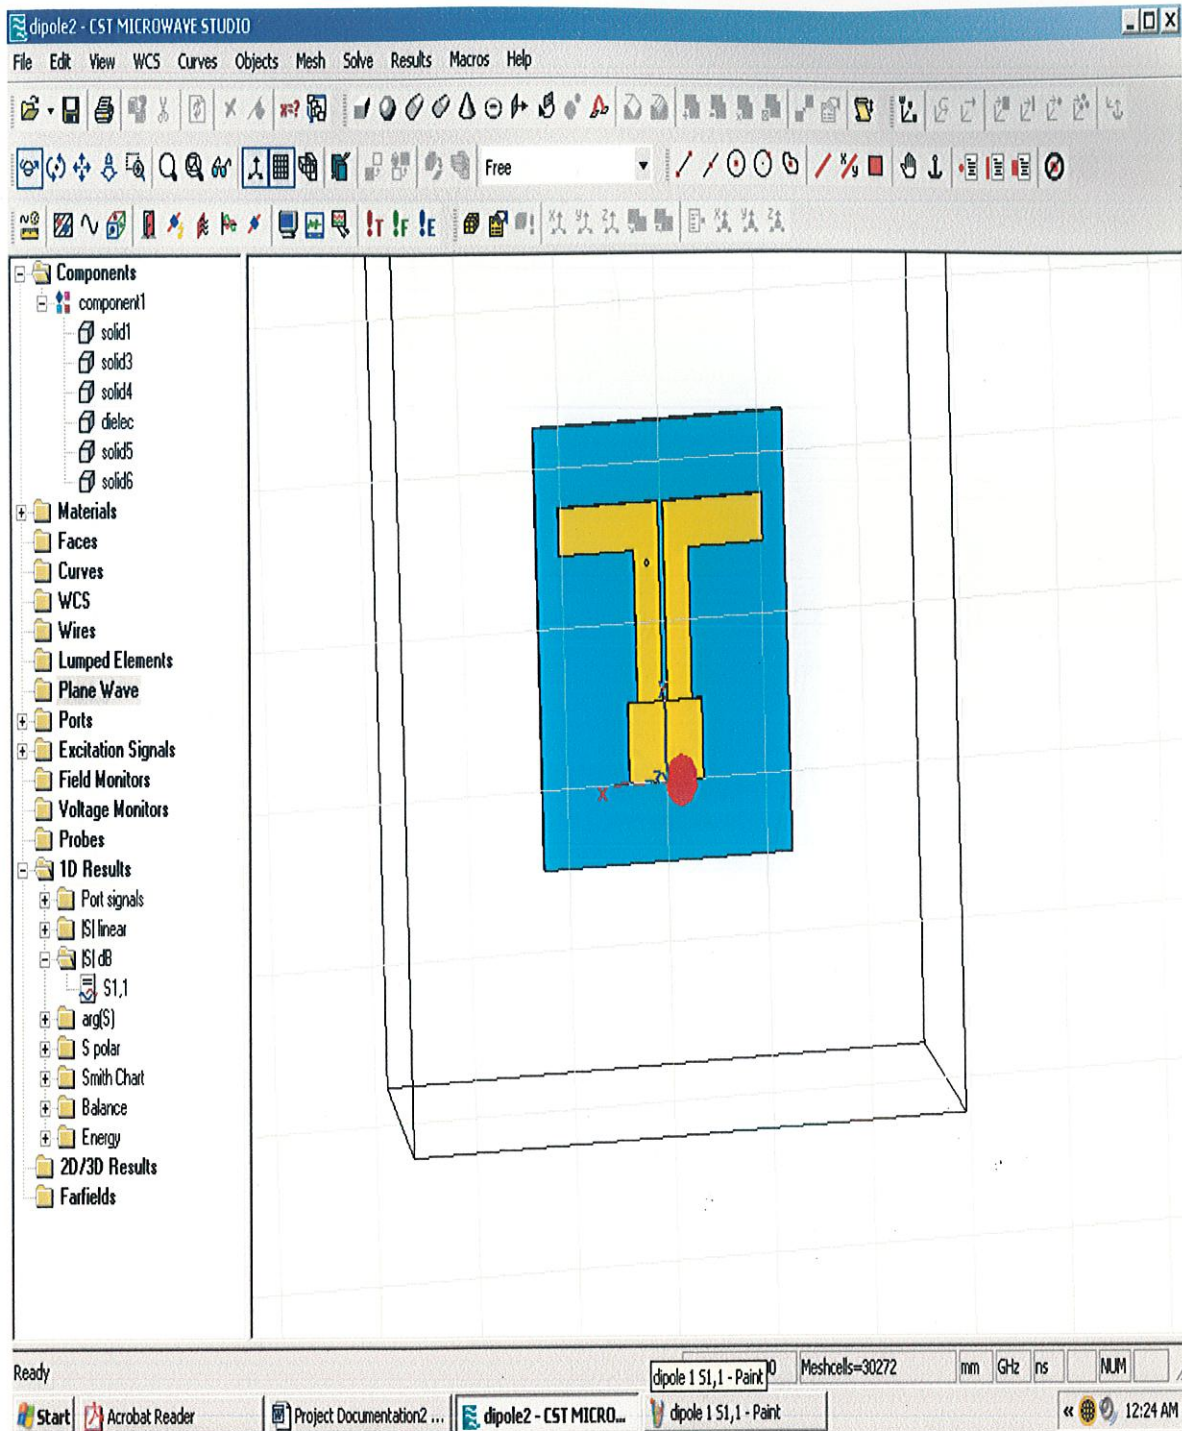 dipole2 - CST MICROWAVE STUDIO
File Edit View WCS Curves Objects Mesh Solve Results Macros Help
x=?
Free
x/y
!T !F !E
Components
component1
solid1
solid3
solid4
dielec
solid5
solid6
Materials
Faces
Curves
WCS
Wires
Lumped Elements
Plane Wave
Ports
Excitation Signals
Field Monitors
Voltage Monitors
Probes
1D Results
Port signals
|S| linear
|S| dB
S1,1
arg(S)
S polar
Smith Chart
Balance
Energy
2D/3D Results
Farfields
x
Ready Meshcells=30272 mm GHz ns NUM
dipole 1 S1,1 - Paint
Start Acrobat Reader Project Documentation2 ... dipole2 - CST MICRO... dipole 1 S1,1 - Paint « 12:24 AM